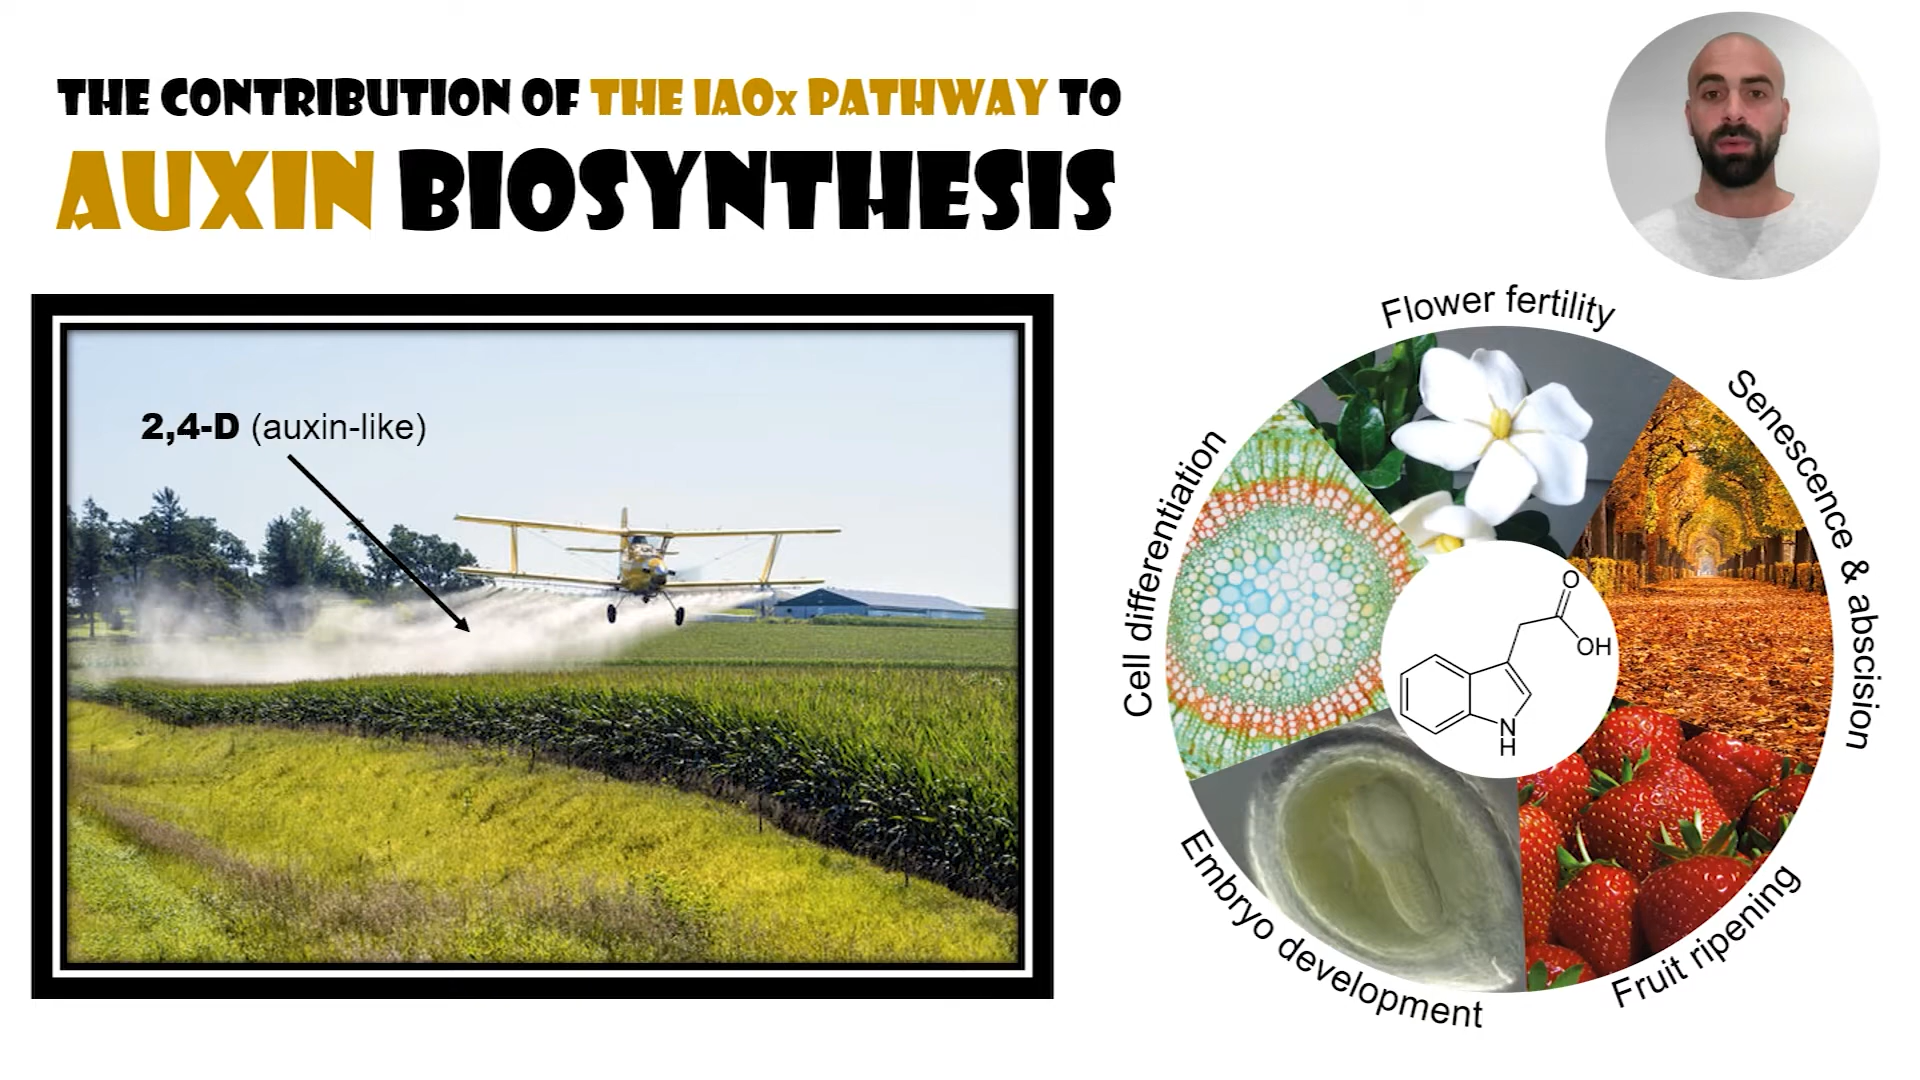 THE CONTRIBUTION OF THE IAOx PATHWAY TO
AUXIN BIOSYNTHESIS
2,4-D (auxin-like)
Flower fertility
Senescence & abscision
Fruit ripening
Embryo development
Cell differentiation
O
OH
N
H